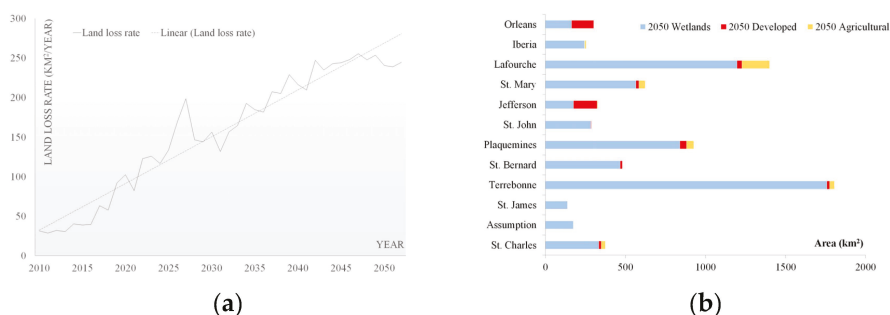 LAND LOSS RATE (KM²/YEAR)
300
250
200
150
100
50
0
Land loss rate
Linear (Land loss rate)
YEAR
2010 2015 2020 2025 2030 2035 2040 2045 2050
(a)
2050 Wetlands 2050 Developed 2050 Agricultural
Orleans
Iberia
Lafourche
St. Mary
Jefferson
St. John
Plaquemines
St. Bernard
Terrebonne
St. James
Assumption
St. Charles
Area (km²)
0 500 1000 1500 2000
(b)